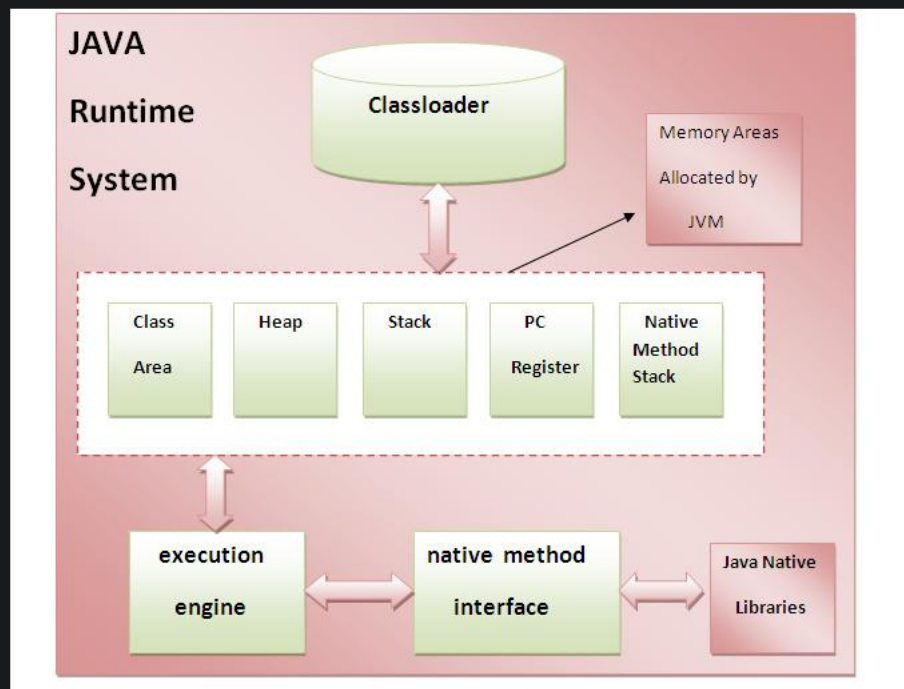 JAVA
Runtime
System
Classloader
Memory Areas
Allocated by
JVM
Class
Area
Heap
Stack
PC
Register
Native
Method
Stack
execution
engine
native method
interface
Java Native
Libraries